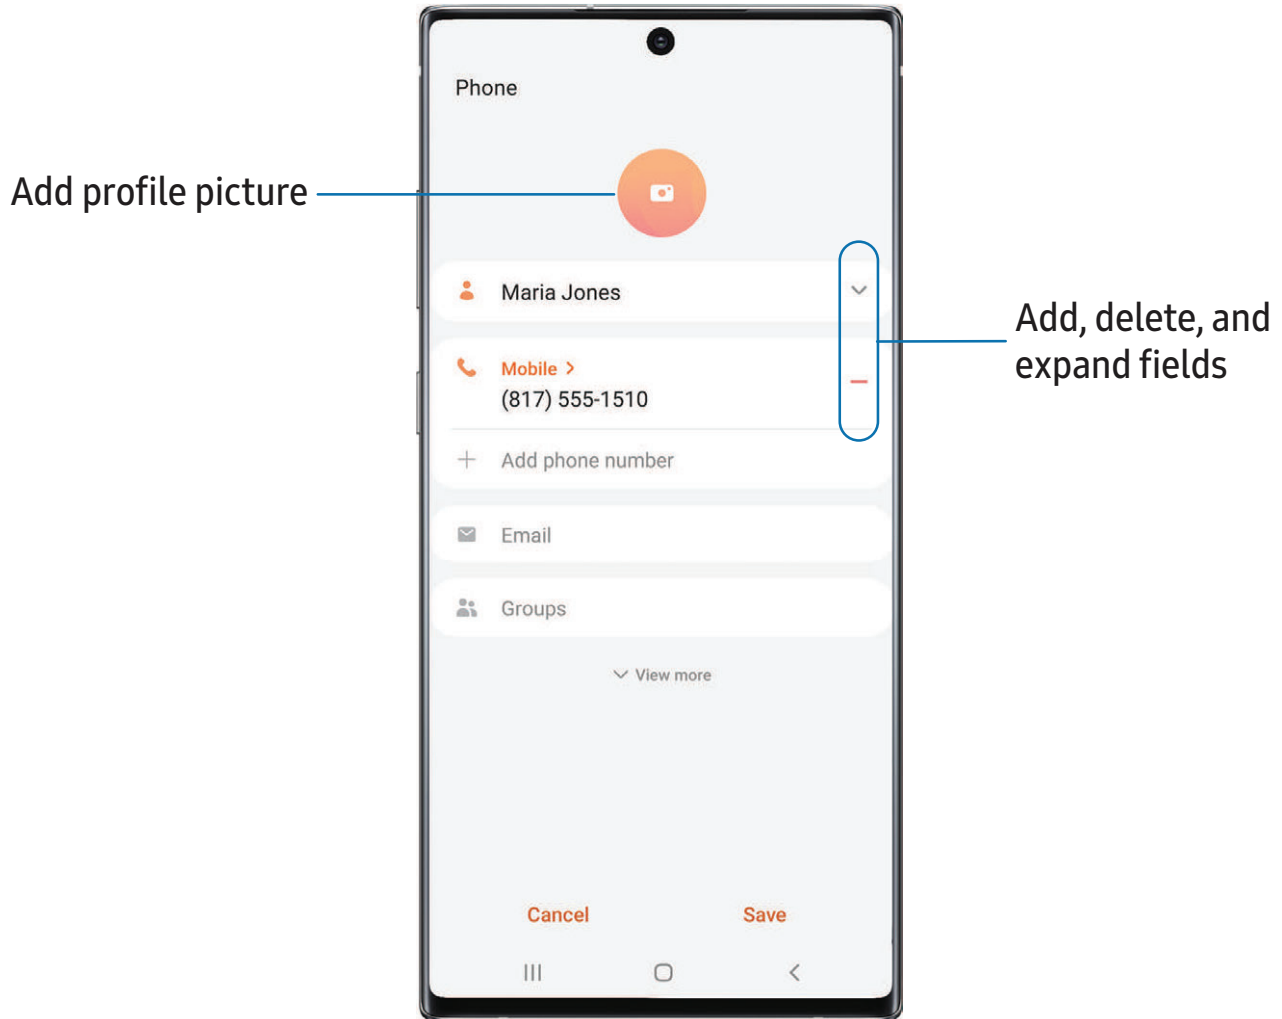 Phone
Add profile picture
Maria Jones
Add, delete, and
expand fields
Mobile >
(817) 555-1510
+ Add phone number
Email
Groups
View more
Cancel
Save